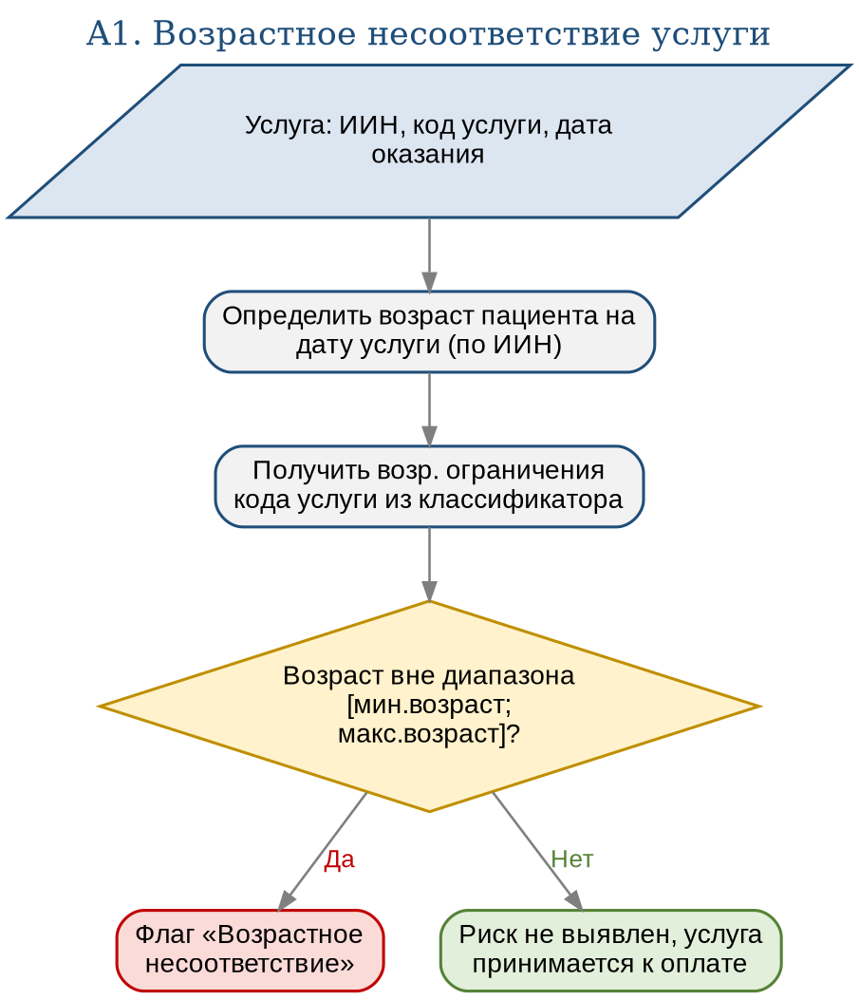 А1. Возрастное несоответствие услуги
Услуга: ИИН, код услуги, дата
оказания
Определить возраст пациента на
дату услуги (по ИИН)
Получить возр. ограничения
кода услуги из классификатора
Возраст вне диапазона
[мин.возраст;
макс.возраст]?
Да
Нет
Флаг «Возрастное
несоответствие»
Риск не выявлен, услуга
принимается к оплате